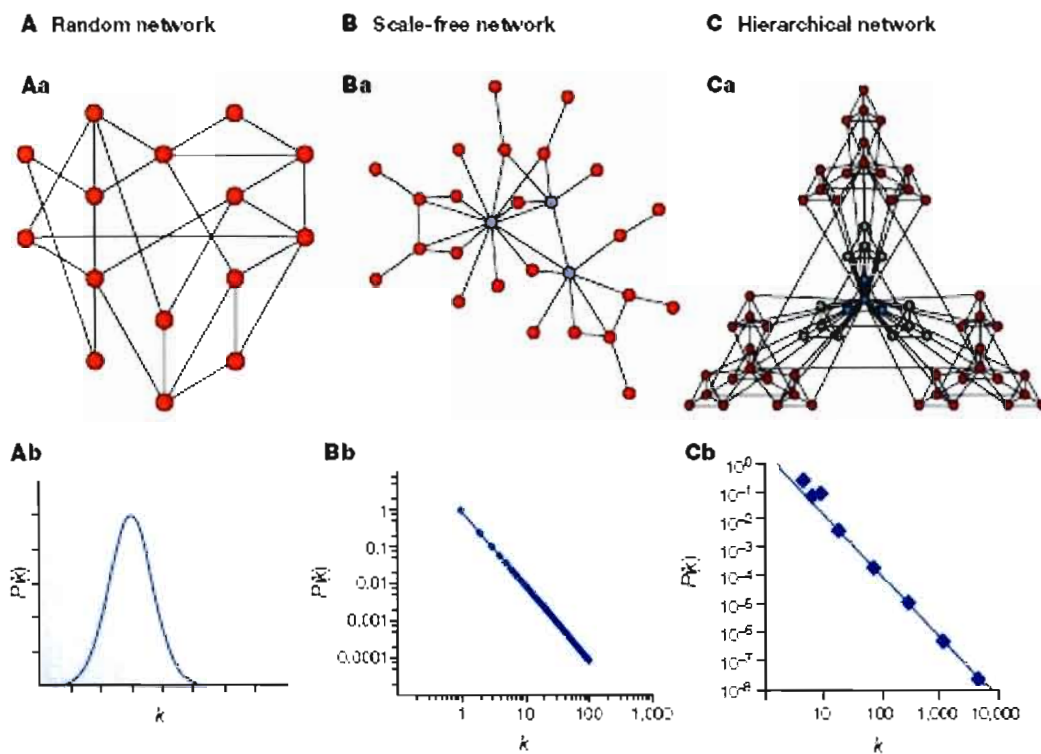 A Random network
B Scale-free network
C Hierarchical network
Aa
Ba
Ca
Ab
P(k)
k
Bb
1
0.1
0.01
0.001
0.0001
P(k)
1 10 100 1,000
k
Cb
10⁰
10⁻¹
10⁻²
10⁻³
10⁻⁴
10⁻⁵
10⁻⁶
10⁻⁷
10⁻⁸
P(k)
10 100 1,000 10,000
k